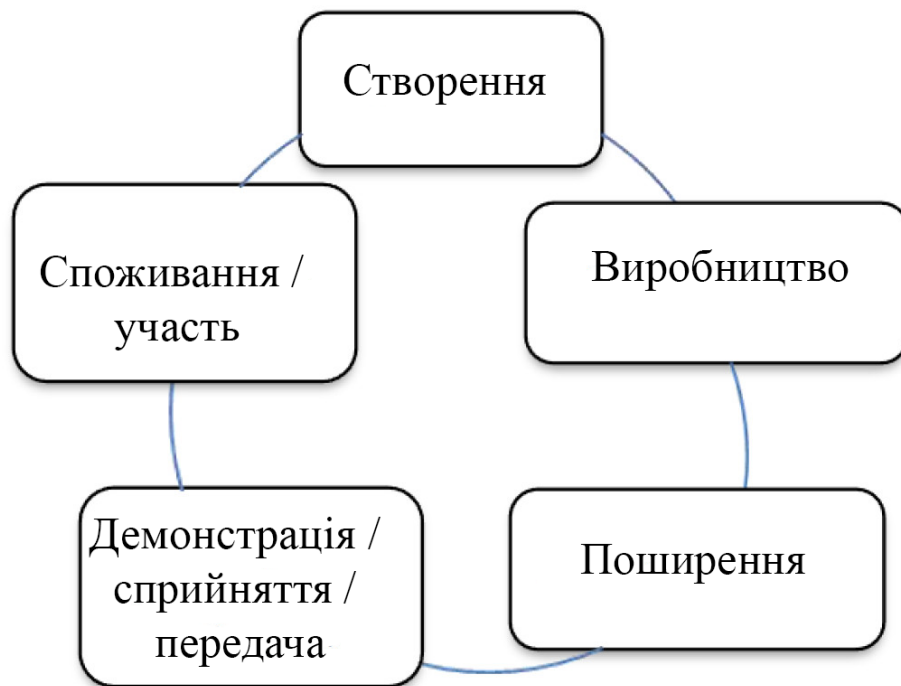 Створення
Виробництво
Поширення
Демонстрація /
сприйняття /
передача
Споживання /
участь